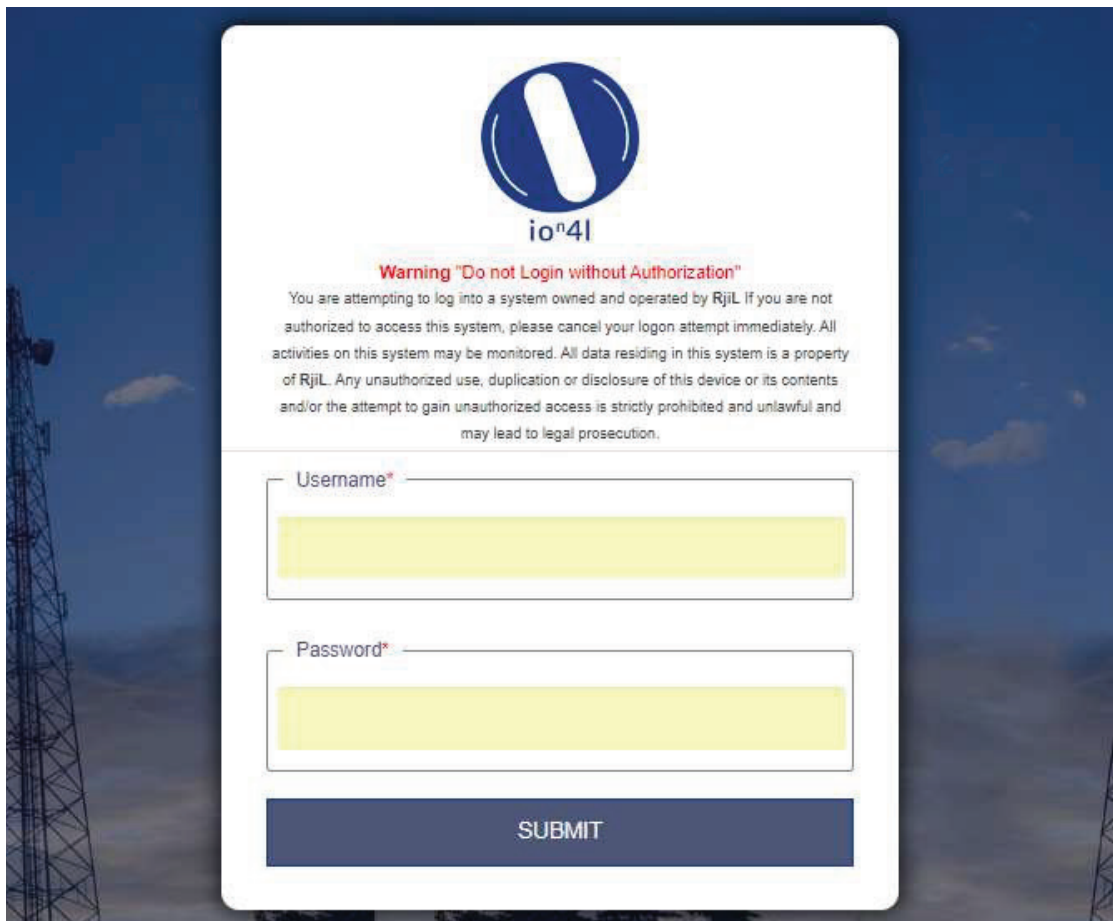 ioⁿ4l
Warning "Do not Login without Authorization"
You are attempting to log into a system owned and operated by RjiL If you are not
authorized to access this system, please cancel your logon attempt immediately. All
activities on this system may be monitored. All data residing in this system is a property
of RjiL. Any unauthorized use, duplication or disclosure of this device or its contents
and/or the attempt to gain unauthorized access is strictly prohibited and unlawful and
may lead to legal prosecution.
Username*
Password*
SUBMIT